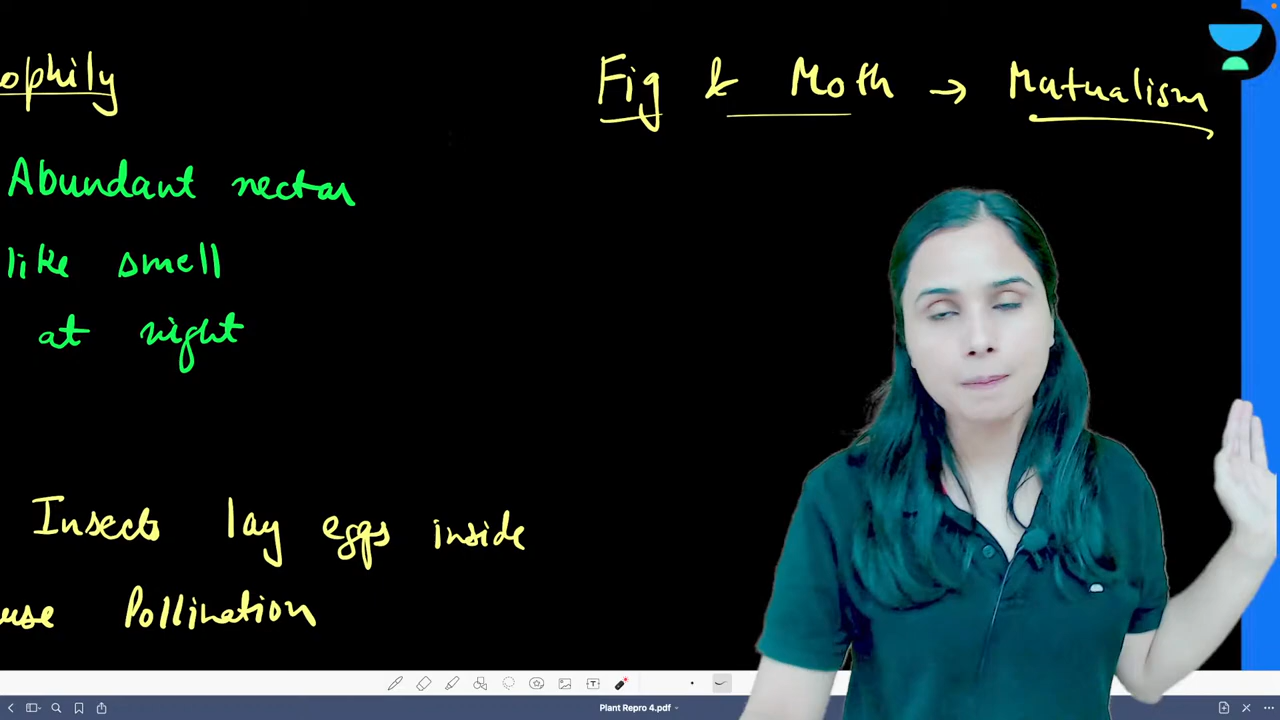 ophily
Fig & Moth → Mutualism
Abundant nectar
like smell
at night
Insects lay eggs inside
use Pollination
Plant Repro 4.pdf